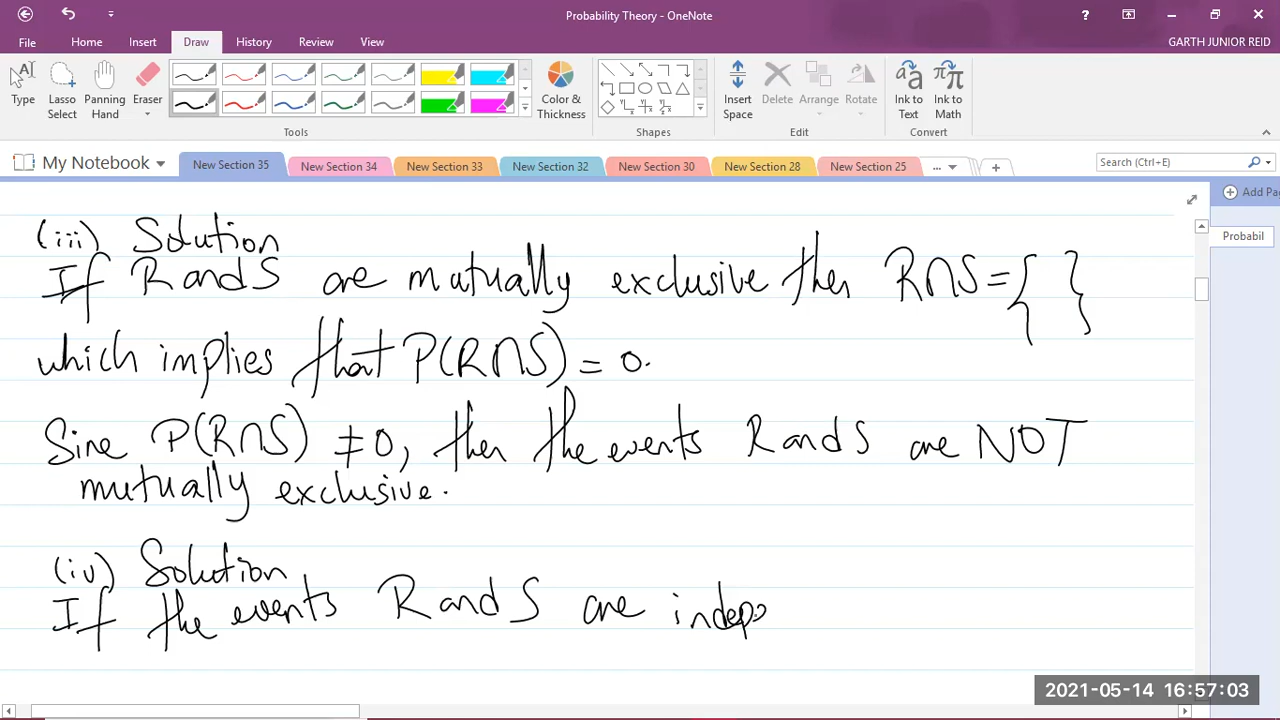 Probability Theory - OneNote
GARTH JUNIOR REID
File Home Insert Draw History Review View
Type Lasso Select Panning Hand Eraser Color & Thickness Insert Space Delete Arrange Rotate Ink to Text Ink to Math
Tools Shapes Edit Convert
My Notebook New Section 35 New Section 34 New Section 33 New Section 32 New Section 30 New Section 28 New Section 25 ... Search (Ctrl+E)
Add Pag
Probabil
(iii) Solution
If R and S are mutually exclusive then R∩S={ }
which implies that P(R∩S) = 0.
Sine P(R∩S) ≠ 0, then the events R and S are NOT
mutually exclusive.
(iv) Solution
If the events R and S are indep
2021-05-14 16:57:03